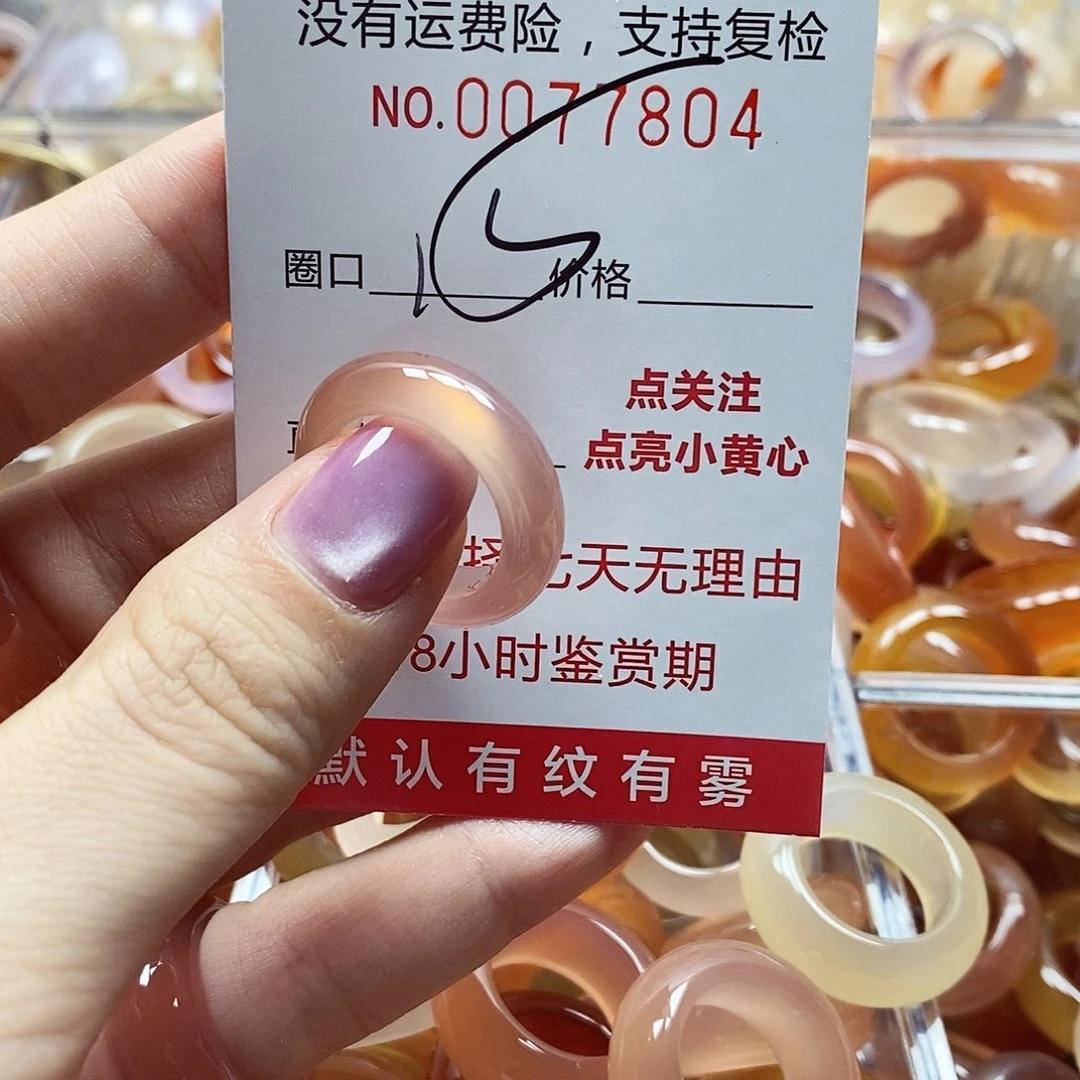 没有运费险，支持复检
NO.0077804
圈口 价格
点关注
点亮小黄心
七天无理由
8小时鉴赏期
默认有纹有雾